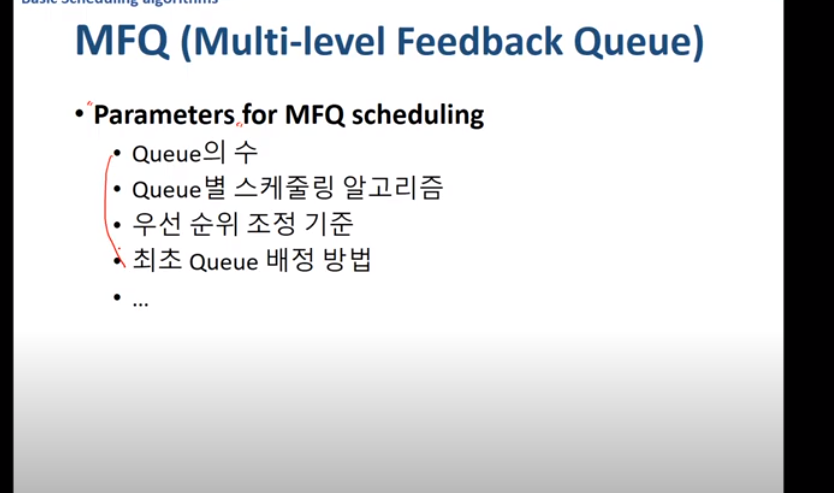 Basic Scheduling algorithms
MFQ (Multi-level Feedback Queue)
• Parameters for MFQ scheduling
• Queue의 수
• Queue별 스케줄링 알고리즘
• 우선 순위 조정 기준
• 최초 Queue 배정 방법
• ...